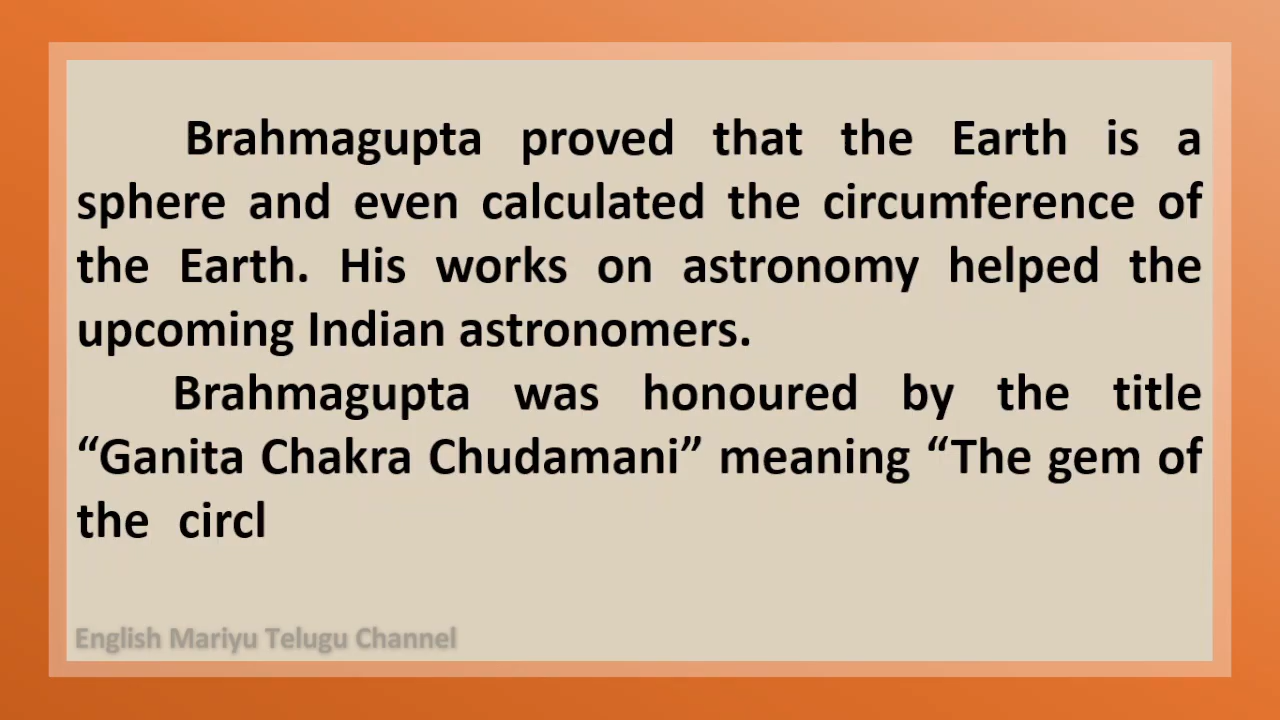 Brahmagupta proved that the Earth is a
sphere and even calculated the circumference of
the Earth. His works on astronomy helped the
upcoming Indian astronomers.
Brahmagupta was honoured by the title
“Ganita Chakra Chudamani” meaning “The gem of
the circl
English Mariyu Telugu Channel